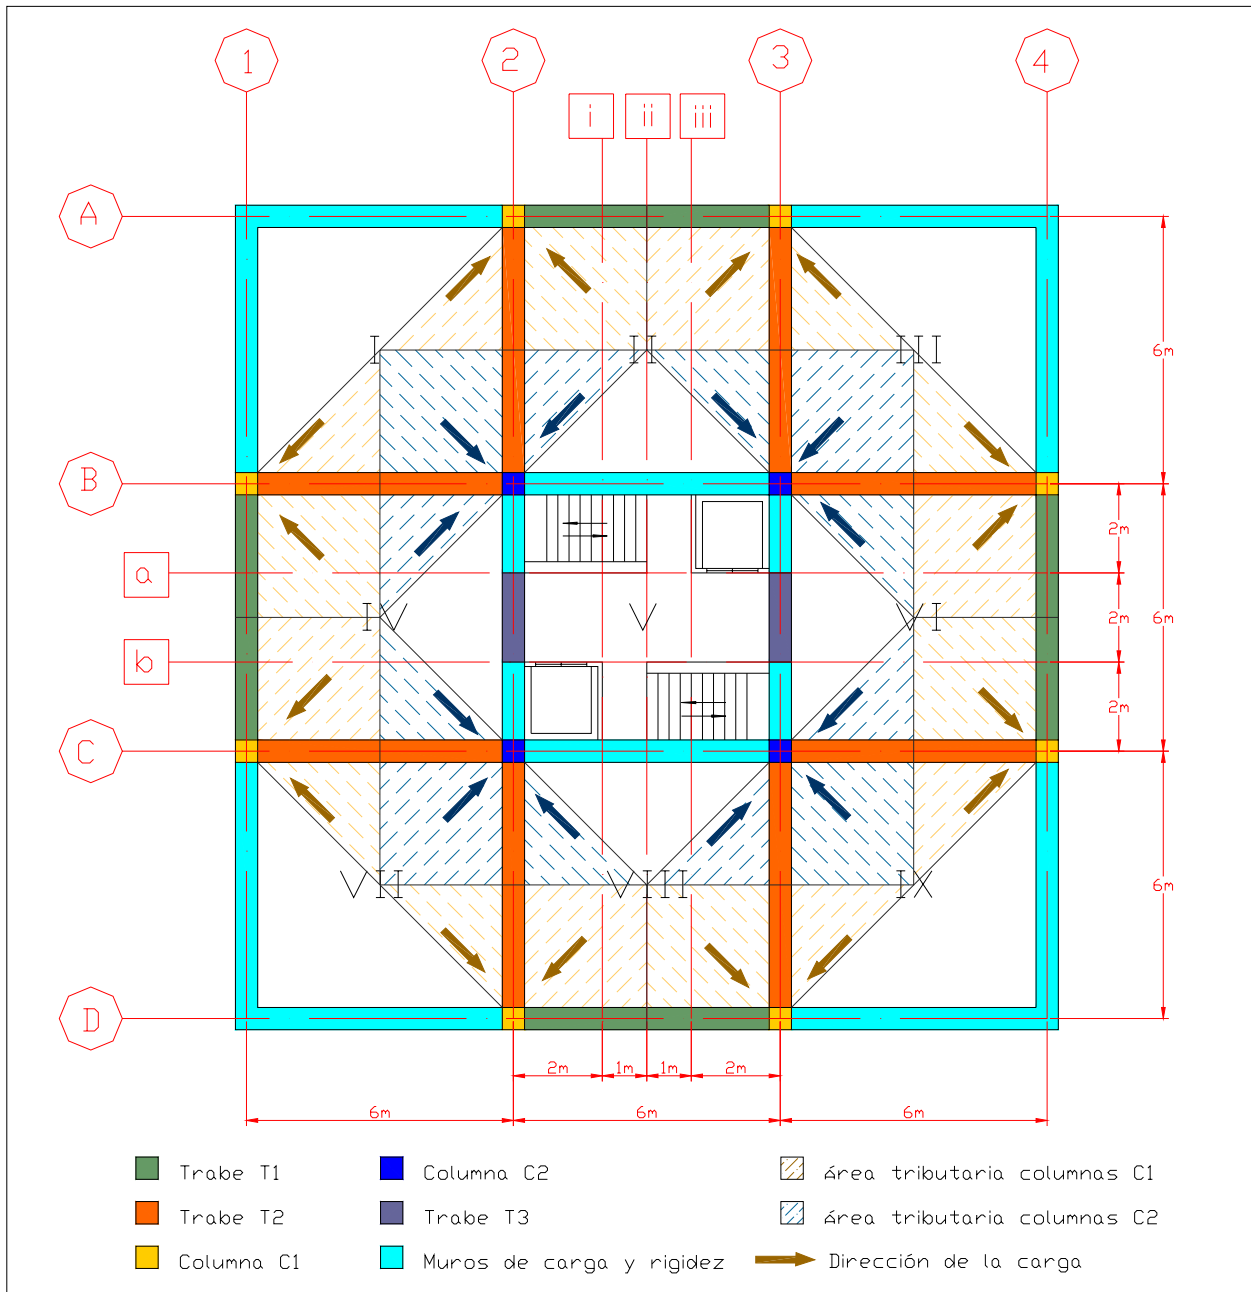 1 2 3 4
i ii iii
A
I II III
6m
B
2m
a
IV V VI
2m 6m
b
2m
C
6m
VII VIII IX
D
2m 1m 1m 2m
6m 6m 6m
Trabe T1 Columna C2 área tributaria columnas C1
Trabe T2 Trabe T3 área tributaria columnas C2
Columna C1 Muros de carga y rigidez Dirección de la carga